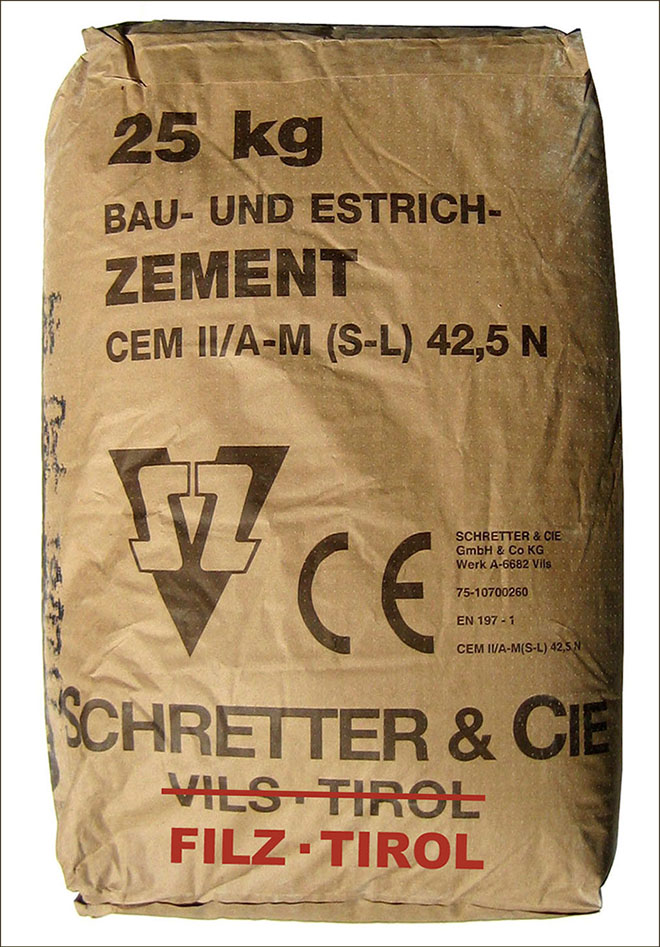 25 kg
BAU- UND ESTRICH-
ZEMENT
CEM II/A-M (S-L) 42,5 N
CE
SCHRETTER & CIE
GmbH & Co KG
Werk A-6682 Vils
75-10700260
EN 197 - 1
CEM II/A-M(S-L) 42,5 N
SCHRETTER & CIE
VILS · TIROL
FILZ · TIROL